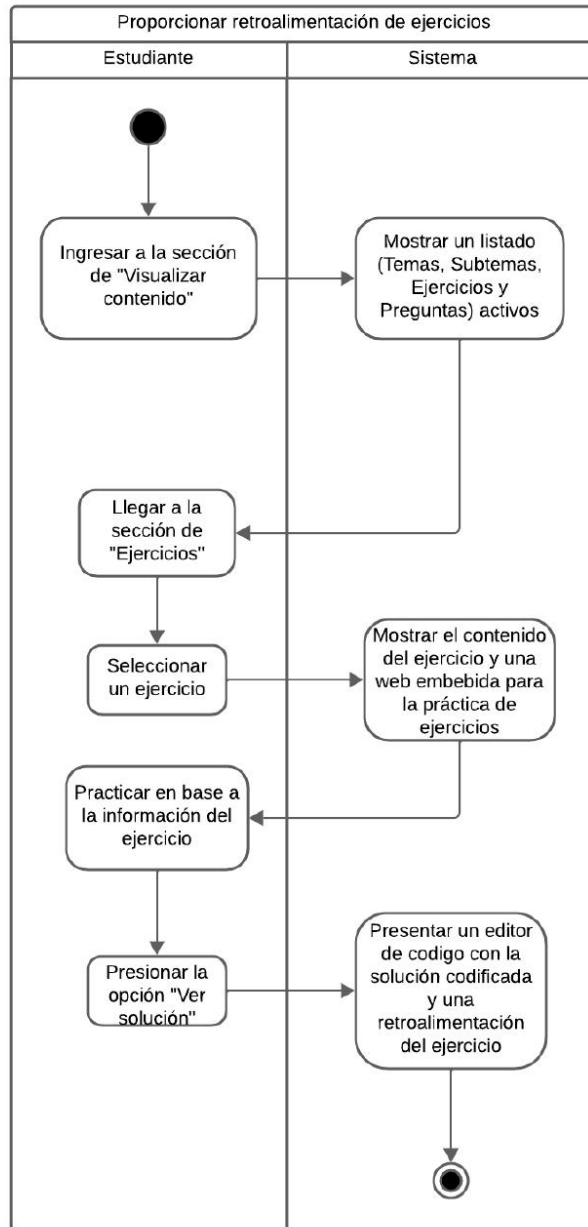 Proporcionar retroalimentación de ejercicios
Estudiante
Sistema
Ingresar a la sección
de "Visualizar
contenido"
Mostrar un listado
(Temas, Subtemas,
Ejercicios y
Preguntas) activos
Llegar a la
sección de
"Ejercicios"
Seleccionar
un ejercicio
Mostrar el contenido
del ejercicio y una
web embebida para
la práctica de
ejercicios
Practicar en base a
la información del
ejercicio
Presionar la
opción "Ver
solución"
Presentar un editor
de codigo con la
solución codificada
y una
retroalimentación
del ejercicio